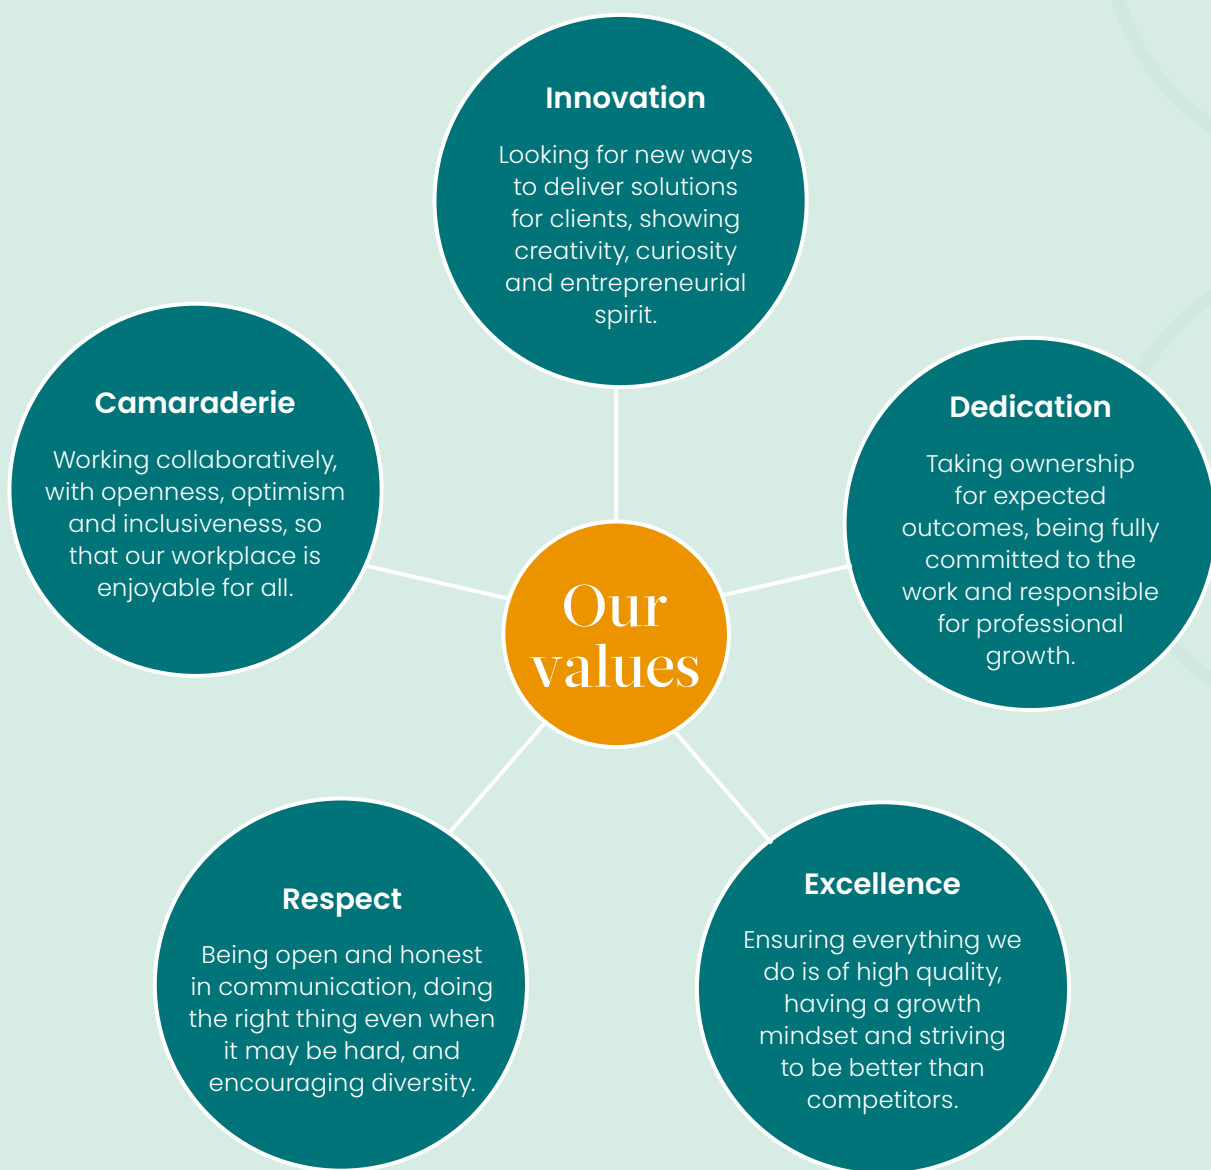 Innovation
Looking for new ways
to deliver solutions
for clients, showing
creativity, curiosity
and entrepreneurial
spirit.
Camaraderie
Working collaboratively,
with openness, optimism
and inclusiveness, so
that our workplace is
enjoyable for all.
Dedication
Taking ownership
for expected
outcomes, being fully
committed to the
work and responsible
for professional
growth.
Our
values
Respect
Being open and honest
in communication, doing
the right thing even when
it may be hard, and
encouraging diversity.
Excellence
Ensuring everything we
do is of high quality,
having a growth
mindset and striving
to be better than
competitors.